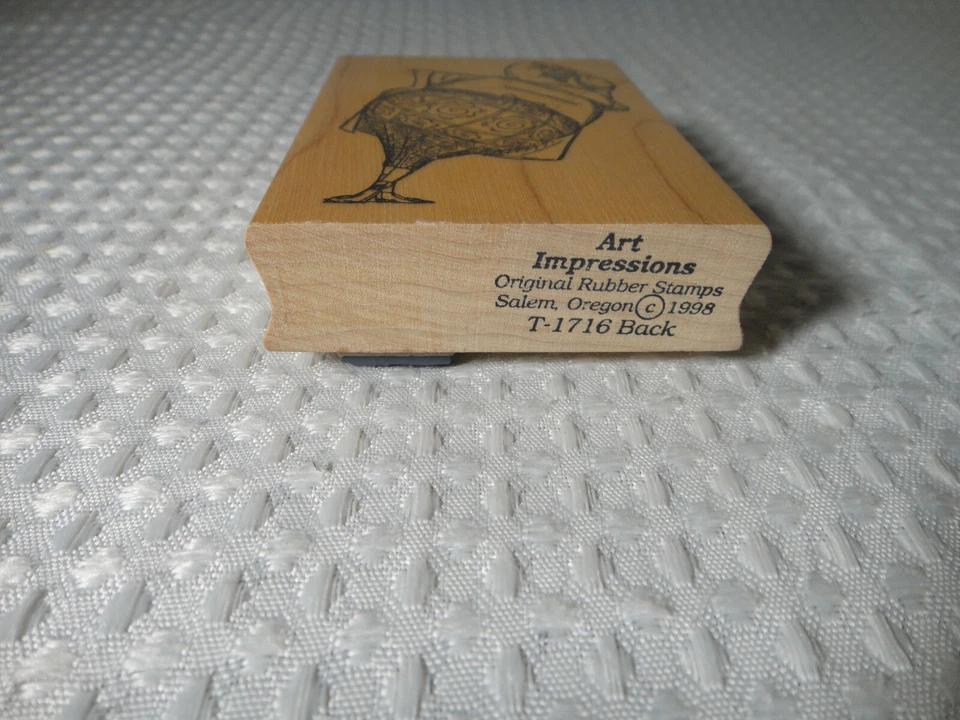 Art
Impressions
Original Rubber Stamps
Salem, Oregon © 1998
T-1716 Back